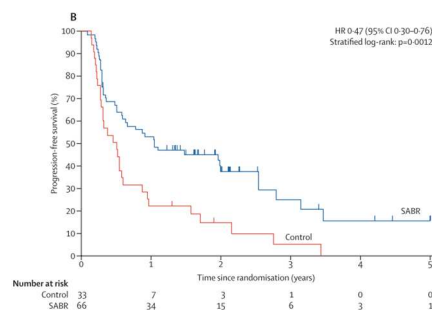 B
HR 0·47 (95% CI 0·30–0·76)
Stratified log-rank: p=0·0012
Progression-free survival (%)
100
90
80
70
60
50
40
30
20
10
0
SABR
Control
0 1 2 3 4 5
Time since randomisation (years)
Number at risk
Control 33 7 3 1 0 0
SABR 66 34 15 6 3 1